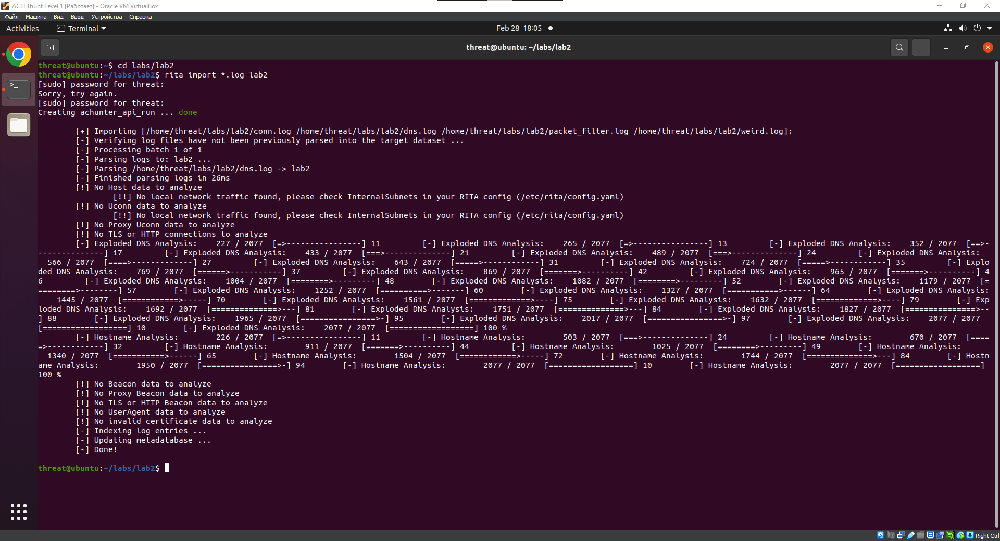 ACH Thunt Level 1 [Работает] - Oracle VM VirtualBox
Файл Машина Вид Ввод Устройства Справка
Activities Terminal Feb 28 18:05
threat@ubuntu: ~/labs/lab2
threat@ubuntu:~$ cd labs/lab2
threat@ubuntu:~/labs/lab2$ rita import *.log lab2
[sudo] password for threat:
Sorry, try again.
[sudo] password for threat:
Creating achunter_api_run ... done
[+] Importing [/home/threat/labs/lab2/conn.log /home/threat/labs/lab2/dns.log /home/threat/labs/lab2/packet_filter.log /home/threat/labs/lab2/weird.log]:
[-] Verifying log files have not been previously parsed into the target dataset ...
[-] Processing batch 1 of 1
[-] Parsing logs to: lab2 ...
[-] Parsing /home/threat/labs/lab2/dns.log -> lab2
[-] Finished parsing logs in 26ms
[!] No Host data to analyze
[!!] No local network traffic found, please check InternalSubnets in your RITA config (/etc/rita/config.yaml)
[!] No Uconn data to analyze
[!!] No local network traffic found, please check InternalSubnets in your RITA config (/etc/rita/config.yaml)
[!] No Proxy Uconn data to analyze
[!] No TLS or HTTP connections to analyze
[-] Exploded DNS Analysis: 227 / 2077 [=>----------------] 11 [-] Exploded DNS Analysis: 265 / 2077 [=>----------------] 13 [-] Exploded DNS Analysis: 352 / 2077 [==>-
--------------] 17 [-] Exploded DNS Analysis: 433 / 2077 [===>--------------] 21 [-] Exploded DNS Analysis: 489 / 2077 [===>--------------] 24 [-] Exploded DNS Analysis:
566 / 2077 [====>-------------] 27 [-] Exploded DNS Analysis: 643 / 2077 [=====>------------] 31 [-] Exploded DNS Analysis: 724 / 2077 [=====>------------] 35 [-] Explo
ded DNS Analysis: 769 / 2077 [======>-----------] 37 [-] Exploded DNS Analysis: 869 / 2077 [=======>----------] 42 [-] Exploded DNS Analysis: 965 / 2077 [=======>----------] 4
6 [-] Exploded DNS Analysis: 1004 / 2077 [========>---------] 48 [-] Exploded DNS Analysis: 1082 / 2077 [========>---------] 52 [-] Exploded DNS Analysis: 1179 / 2077 [=
========>--------] 57 [-] Exploded DNS Analysis: 1252 / 2077 [==========>-------] 60 [-] Exploded DNS Analysis: 1327 / 2077 [===========>------] 64 [-] Exploded DNS Analysis:
1445 / 2077 [============>-----] 70 [-] Exploded DNS Analysis: 1561 / 2077 [=============>----] 75 [-] Exploded DNS Analysis: 1632 / 2077 [=============>----] 79 [-] Exp
loded DNS Analysis: 1692 / 2077 [==============>---] 81 [-] Exploded DNS Analysis: 1751 / 2077 [==============>---] 84 [-] Exploded DNS Analysis: 1827 / 2077 [===============>--
] 88 [-] Exploded DNS Analysis: 1965 / 2077 [================>-] 95 [-] Exploded DNS Analysis: 2017 / 2077 [================>-] 97 [-] Exploded DNS Analysis: 2077 / 2077
[==================] 10 [-] Exploded DNS Analysis: 2077 / 2077 [==================] 100 %
[-] Hostname Analysis: 226 / 2077 [=>----------------] 11 [-] Hostname Analysis: 503 / 2077 [===>--------------] 24 [-] Hostname Analysis: 670 / 2077 [====
=>------------] 32 [-] Hostname Analysis: 911 / 2077 [=======>----------] 44 [-] Hostname Analysis: 1025 / 2077 [========>---------] 49 [-] Hostname Analysis:
1340 / 2077 [===========>------] 65 [-] Hostname Analysis: 1504 / 2077 [============>-----] 72 [-] Hostname Analysis: 1744 / 2077 [==============>---] 84 [-] Hostn
ame Analysis: 1950 / 2077 [================>-] 94 [-] Hostname Analysis: 2077 / 2077 [==================] 10 [-] Hostname Analysis: 2077 / 2077 [==================]
100 %
[!] No Beacon data to analyze
[!] No Proxy Beacon data to analyze
[!] No TLS or HTTP Beacon data to analyze
[!] No UserAgent data to analyze
[!] No invalid certificate data to analyze
[-] Indexing log entries ...
[-] Updating metadatabase ...
[-] Done!
threat@ubuntu:~/labs/lab2$
Right Ctrl